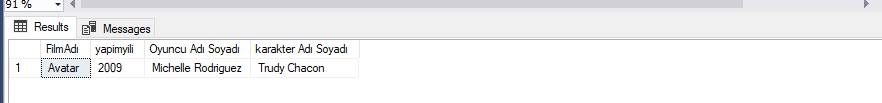 91 %
Results Messages
FilmAdı yapimyili Oyuncu Adı Soyadı karakter Adı Soyadı
1 Avatar 2009 Michelle Rodriguez Trudy Chacon